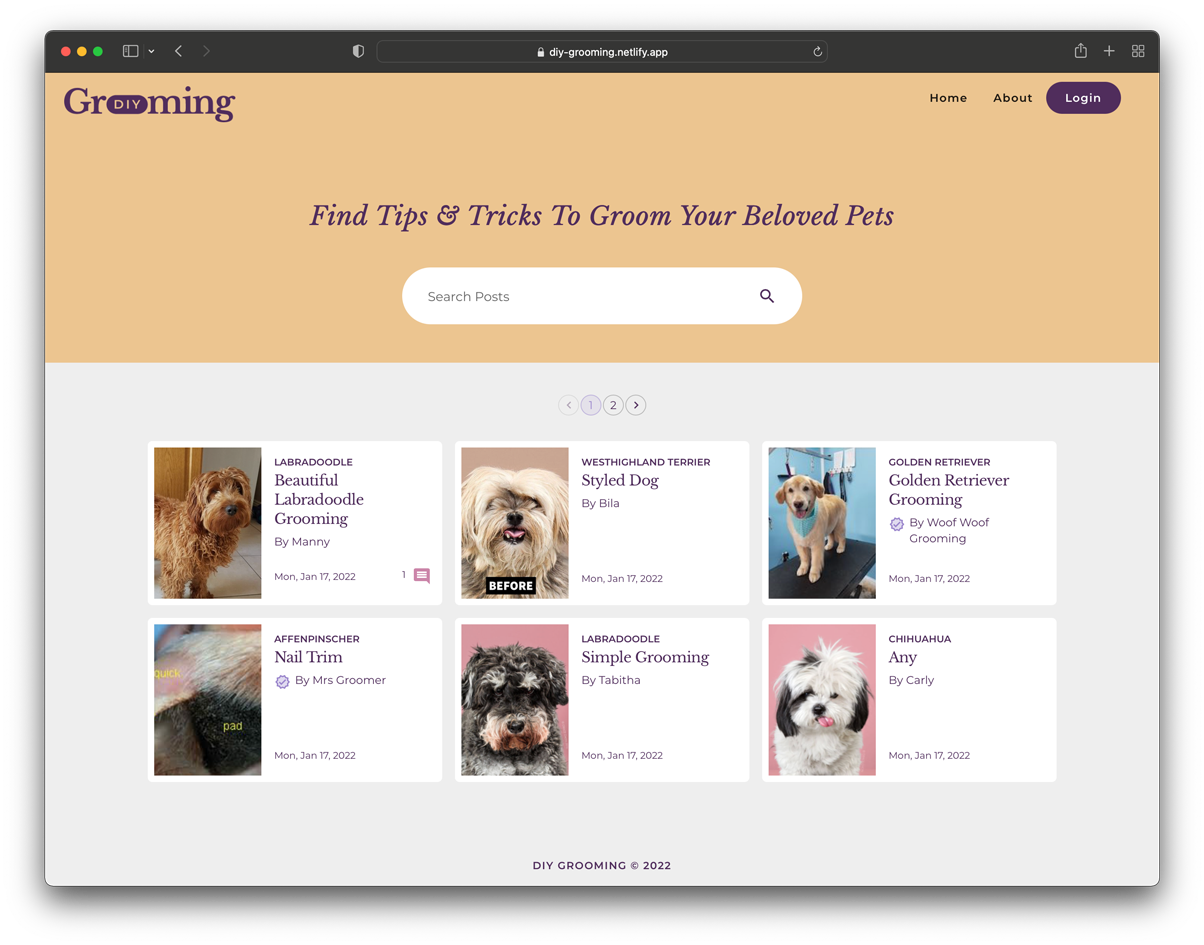 diy-grooming.netlify.app
Grooming
DIY
Home About Login
Find Tips & Tricks To Groom Your Beloved Pets
Search Posts
1 2
LABRADOODLE
Beautiful
Labradoodle
Grooming
By Manny
Mon, Jan 17, 2022 1
WESTHIGHLAND TERRIER
Styled Dog
By Bila
Mon, Jan 17, 2022
BEFORE
GOLDEN RETRIEVER
Golden Retriever
Grooming
By Woof Woof
Grooming
Mon, Jan 17, 2022
quick
pad
AFFENPINSCHER
Nail Trim
By Mrs Groomer
Mon, Jan 17, 2022
LABRADOODLE
Simple Grooming
By Tabitha
Mon, Jan 17, 2022
CHIHUAHUA
Any
By Carly
Mon, Jan 17, 2022
DIY GROOMING © 2022